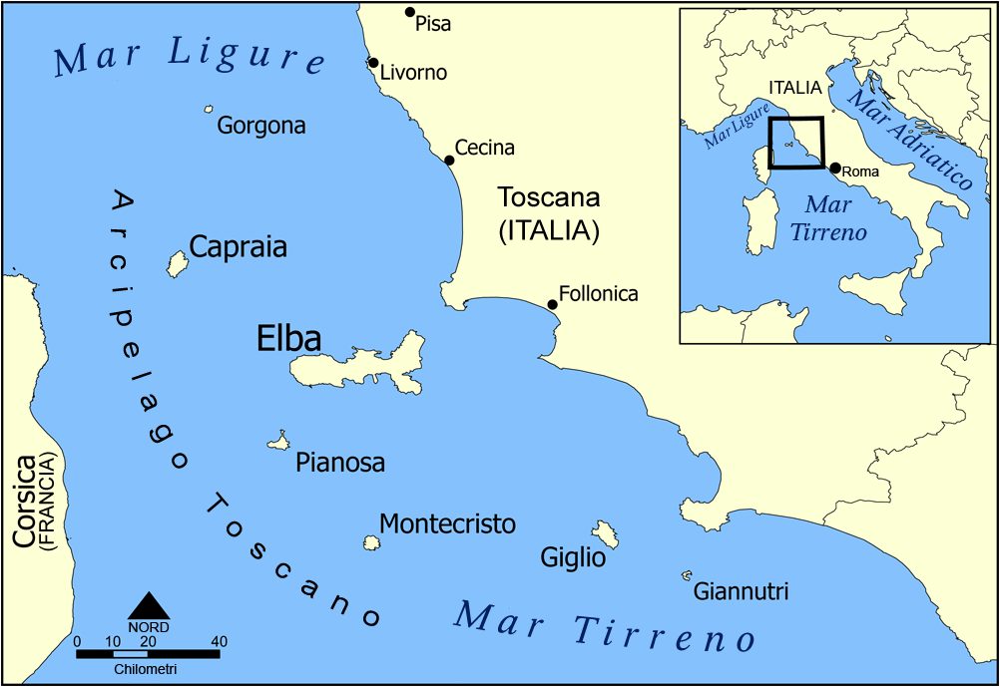 Pisa
Mar Ligure
Livorno
Gorgona
Cecina
Toscana
(ITALIA)
Arcipelago Toscano
Capraia
Follonica
Elba
Pianosa
Corsica
(FRANCIA)
Montecristo
Giglio
Giannutri
Mar Tirreno
NORD
0 10 20 40
Chilometri
ITALIA
Mar Ligure
Mar Adriatico
Roma
Mar
Tirreno